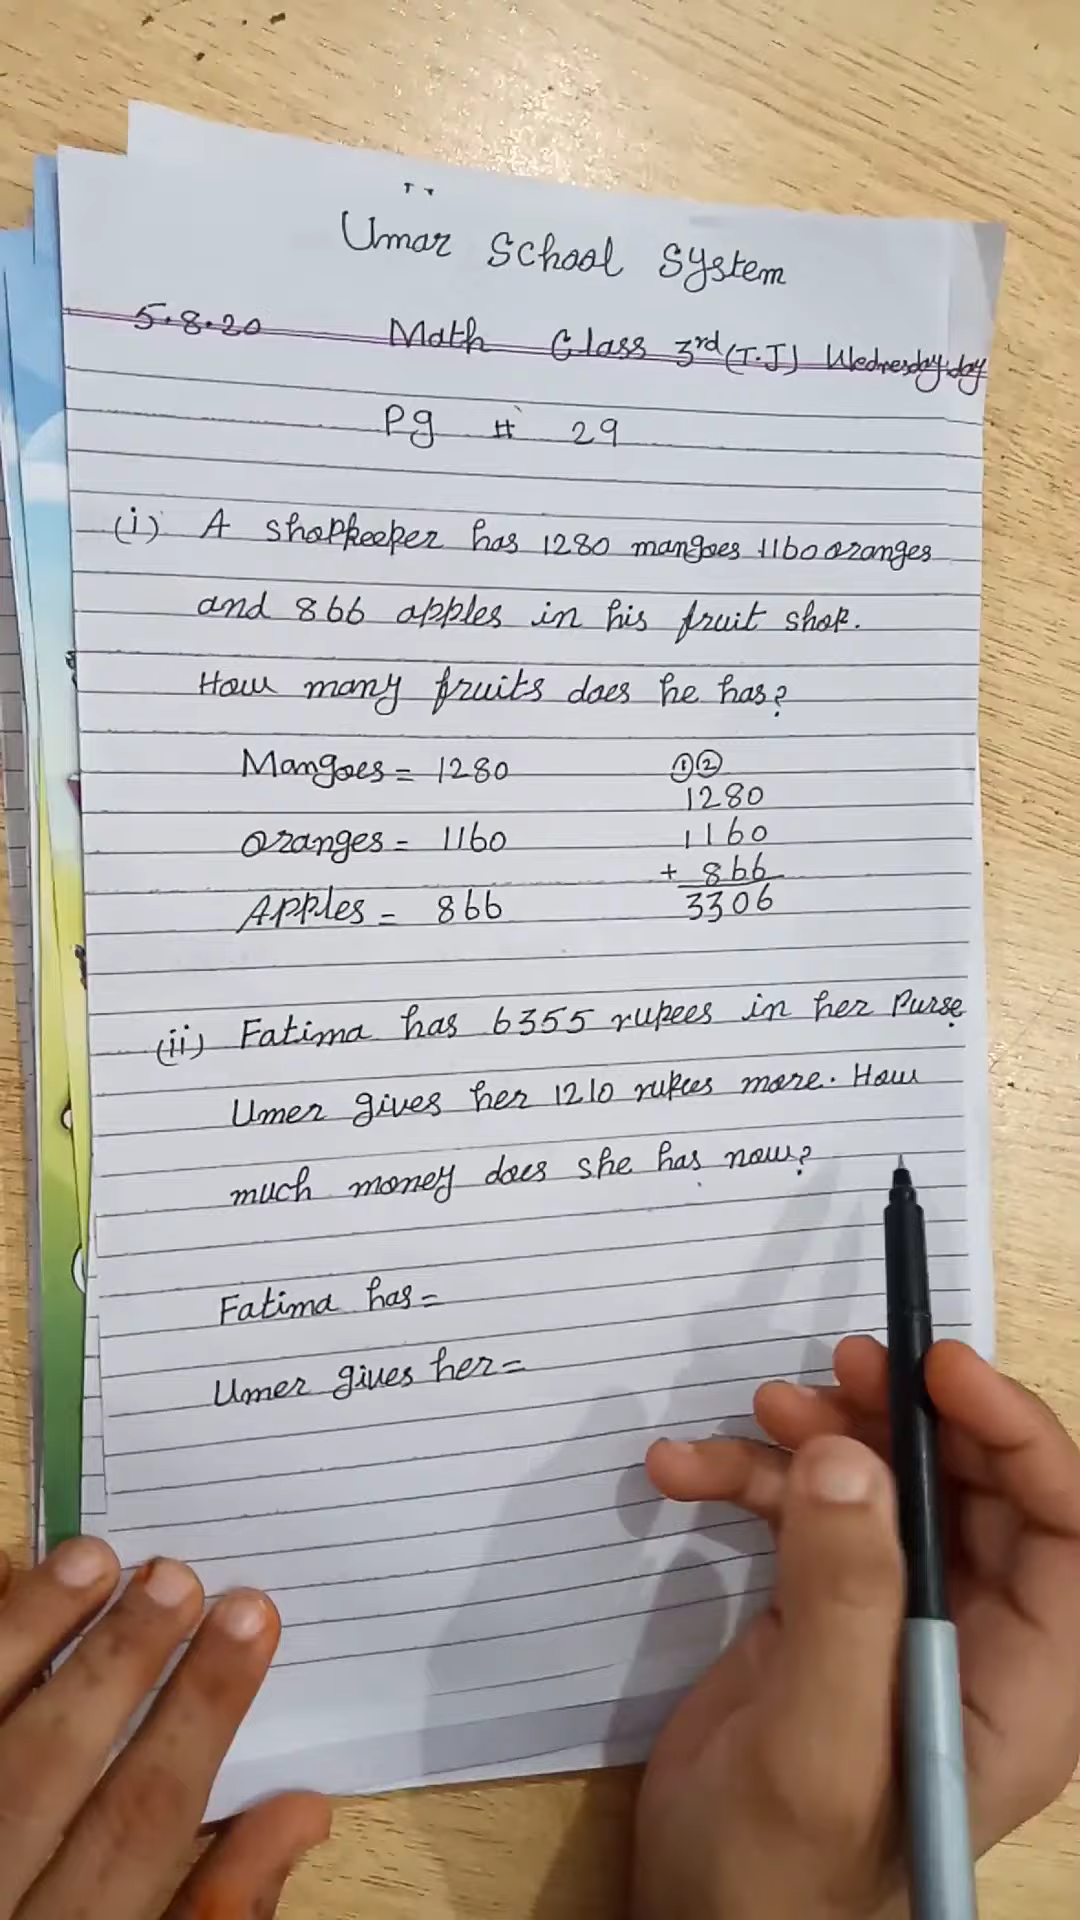 Umar School System
5.8.20 Math Class 3rd (T.J) Wednesday:day
Pg # 29
(i) A shopkeeper has 1280 mangoes 1160 oranges
and 866 apples in his fruit shop.
How many fruits does he has?
Mangoes = 1280
oranges = 1160
Apples = 866
① ②
1280
1160
+ 866
3306
(ii) Fatima has 6355 rupees in her Purse
Umer gives her 1210 rupees more. How
much money does she has now?
Fatima has =
Umer gives her =